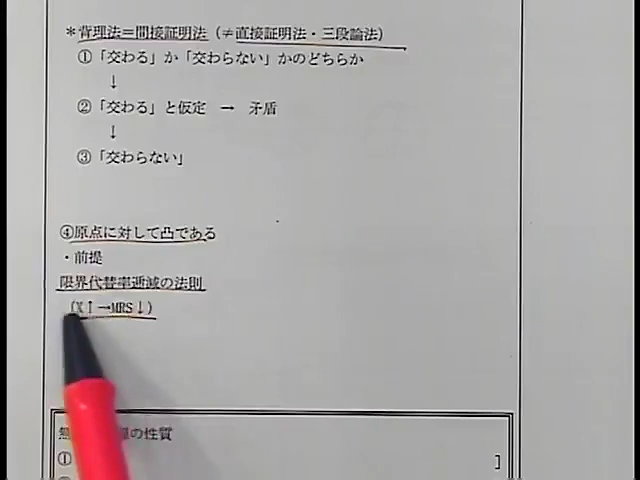 *背理法＝間接証明法（≠直接証明法・三段論法）
①「交わる」か「交わらない」かのどちらか
↓
②「交わる」と仮定 → 矛盾
↓
③「交わらない」
④原点に対して凸である
・前提
限界代替率逓減の法則
(X↑→MRS↓)
の性質
①
]